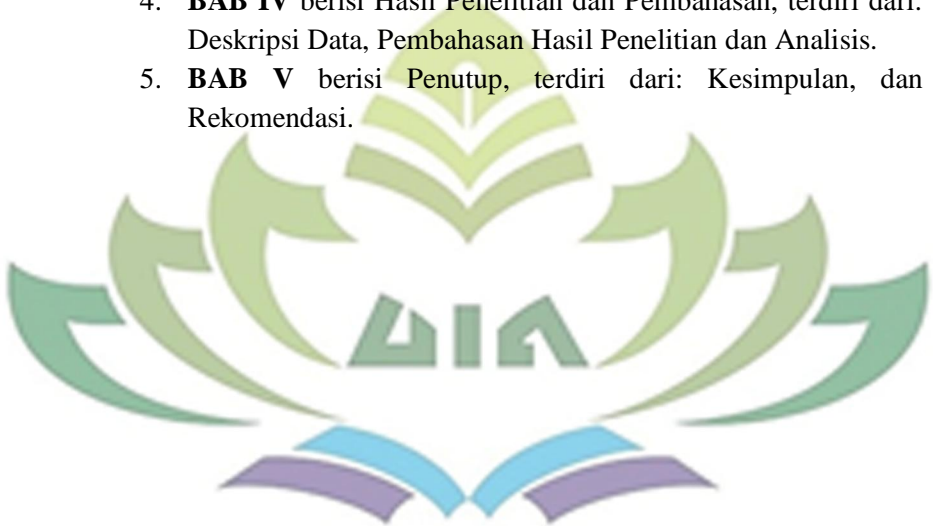 4. BAB IV berisi Hasil Penelitian dan Pembahasan, terdiri dari:
Deskripsi Data, Pembahasan Hasil Penelitian dan Analisis.
5. BAB V berisi Penutup, terdiri dari: Kesimpulan, dan
Rekomendasi.
UIN